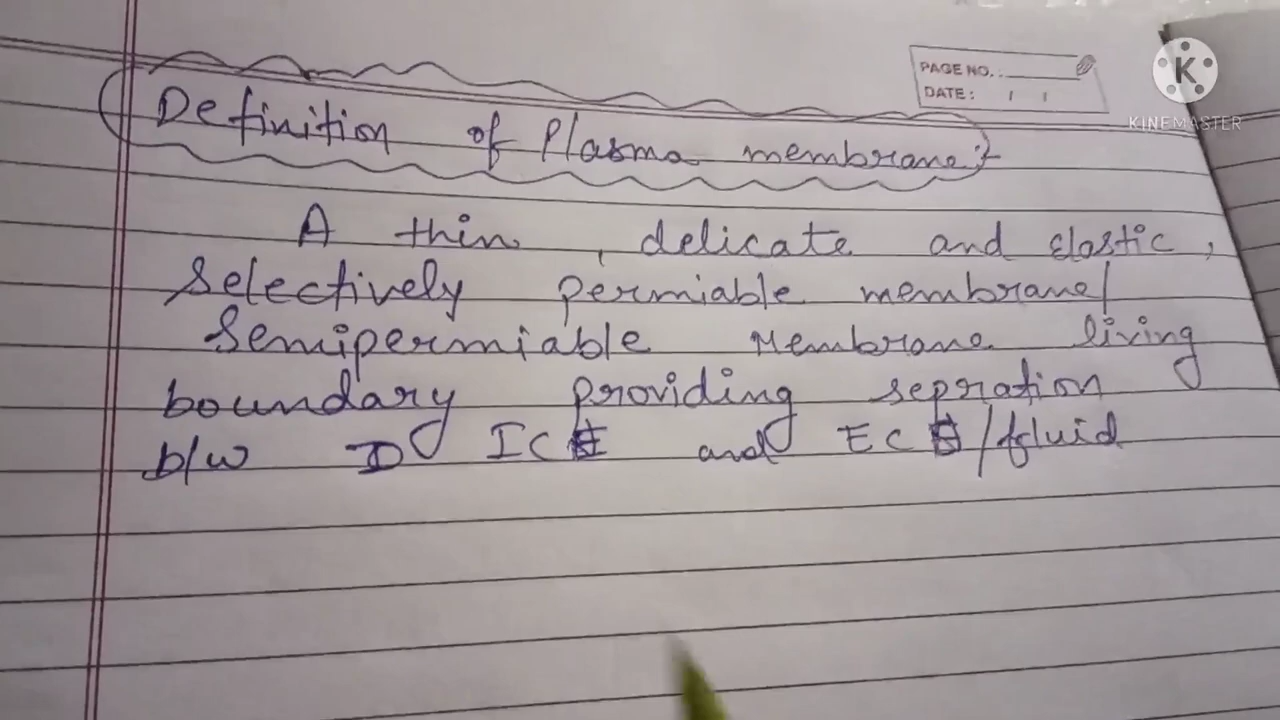 PAGE NO. :
DATE : / /
K
KINEMASTER
Definition of Plasma membrane:-
A thin, delicate and elastic,
selectively permiable membrane/
Semipermiable Membrane living
boundary providing sepration
b/w IC and EC /fluid